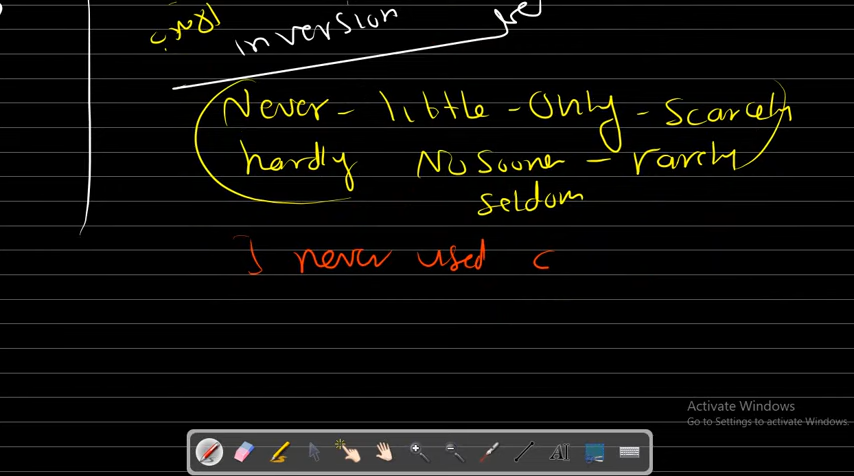 inversion
Never - little - Only - scarcely
hardly No sooner - rarely
seldom
I never used c
Activate Windows
Go to Settings to activate Windows.
AI